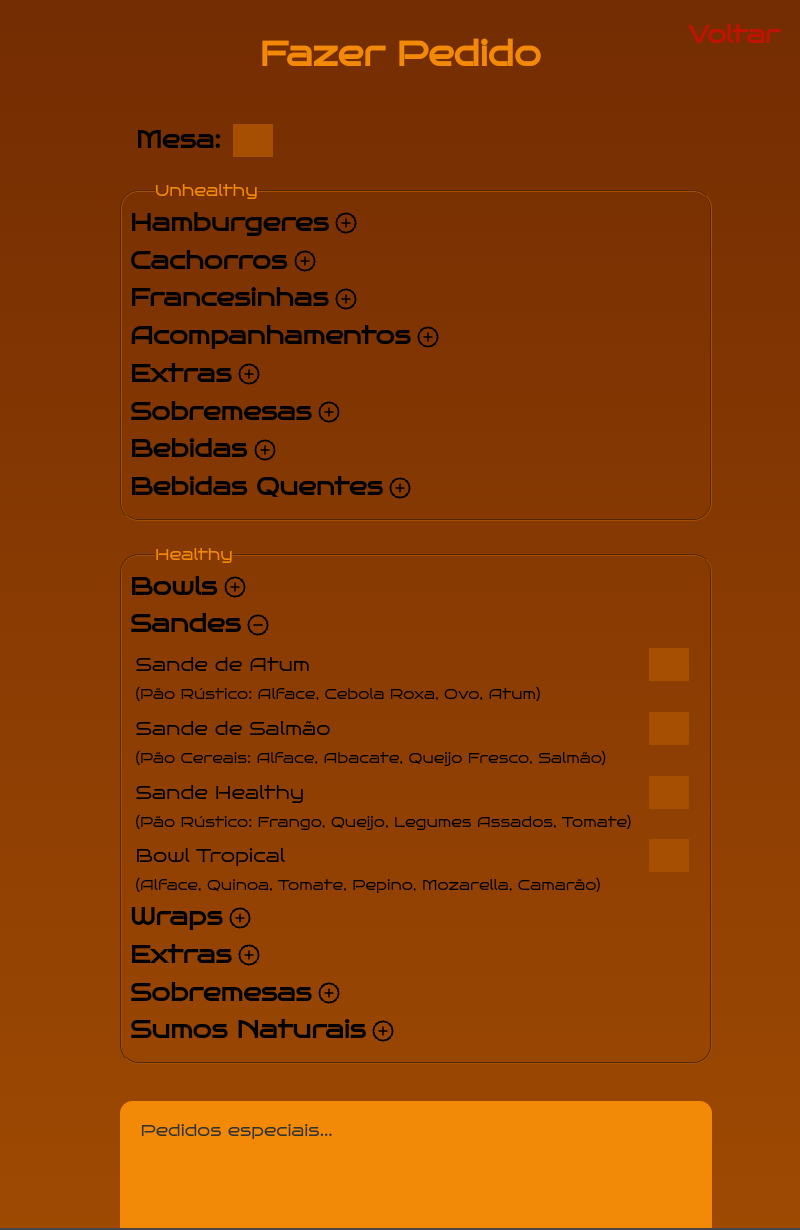 Voltar
Fazer Pedido
Mesa:
Unhealthy
Hamburgeres
Cachorros
Francesinhas
Acompanhamentos
Extras
Sobremesas
Bebidas
Bebidas Quentes
Healthy
Bowls
Sandes
Sande de Atum
(Pão Rústico: Alface, Cebola Roxa, Ovo, Atum)
Sande de Salmão
(Pão Cereais: Alface, Abacate, Queijo Fresco, Salmão)
Sande Healthy
(Pão Rústico: Frango, Queijo, Legumes Assados, Tomate)
Bowl Tropical
(Alface, Quinoa, Tomate, Pepino, Mozarella, Camarão)
Wraps
Extras
Sobremesas
Sumos Naturais
Pedidos especiais...